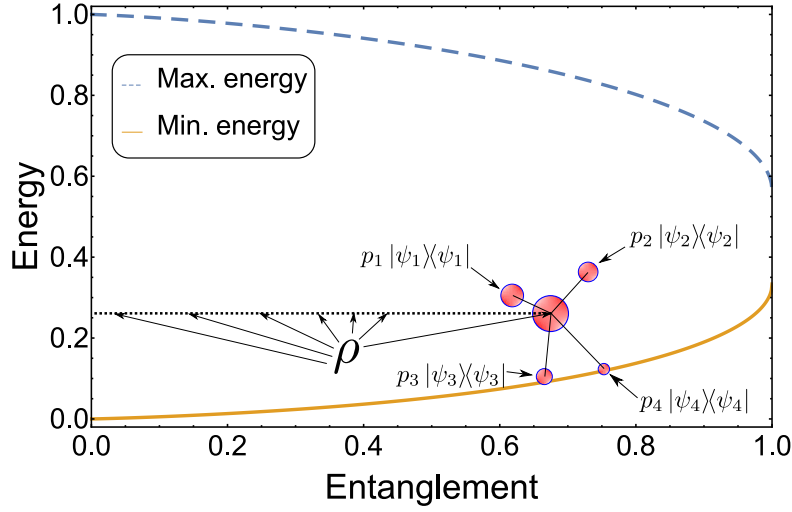 1.0
0.8
0.6
0.4
0.2
0.0
Energy
Max. energy
Min. energy
p₁ |ψ₁⟩⟨ψ₁|
p₂ |ψ₂⟩⟨ψ₂|
ρ
p₃ |ψ₃⟩⟨ψ₃|
p₄ |ψ₄⟩⟨ψ₄|
0.0 0.2 0.4 0.6 0.8 1.0
Entanglement